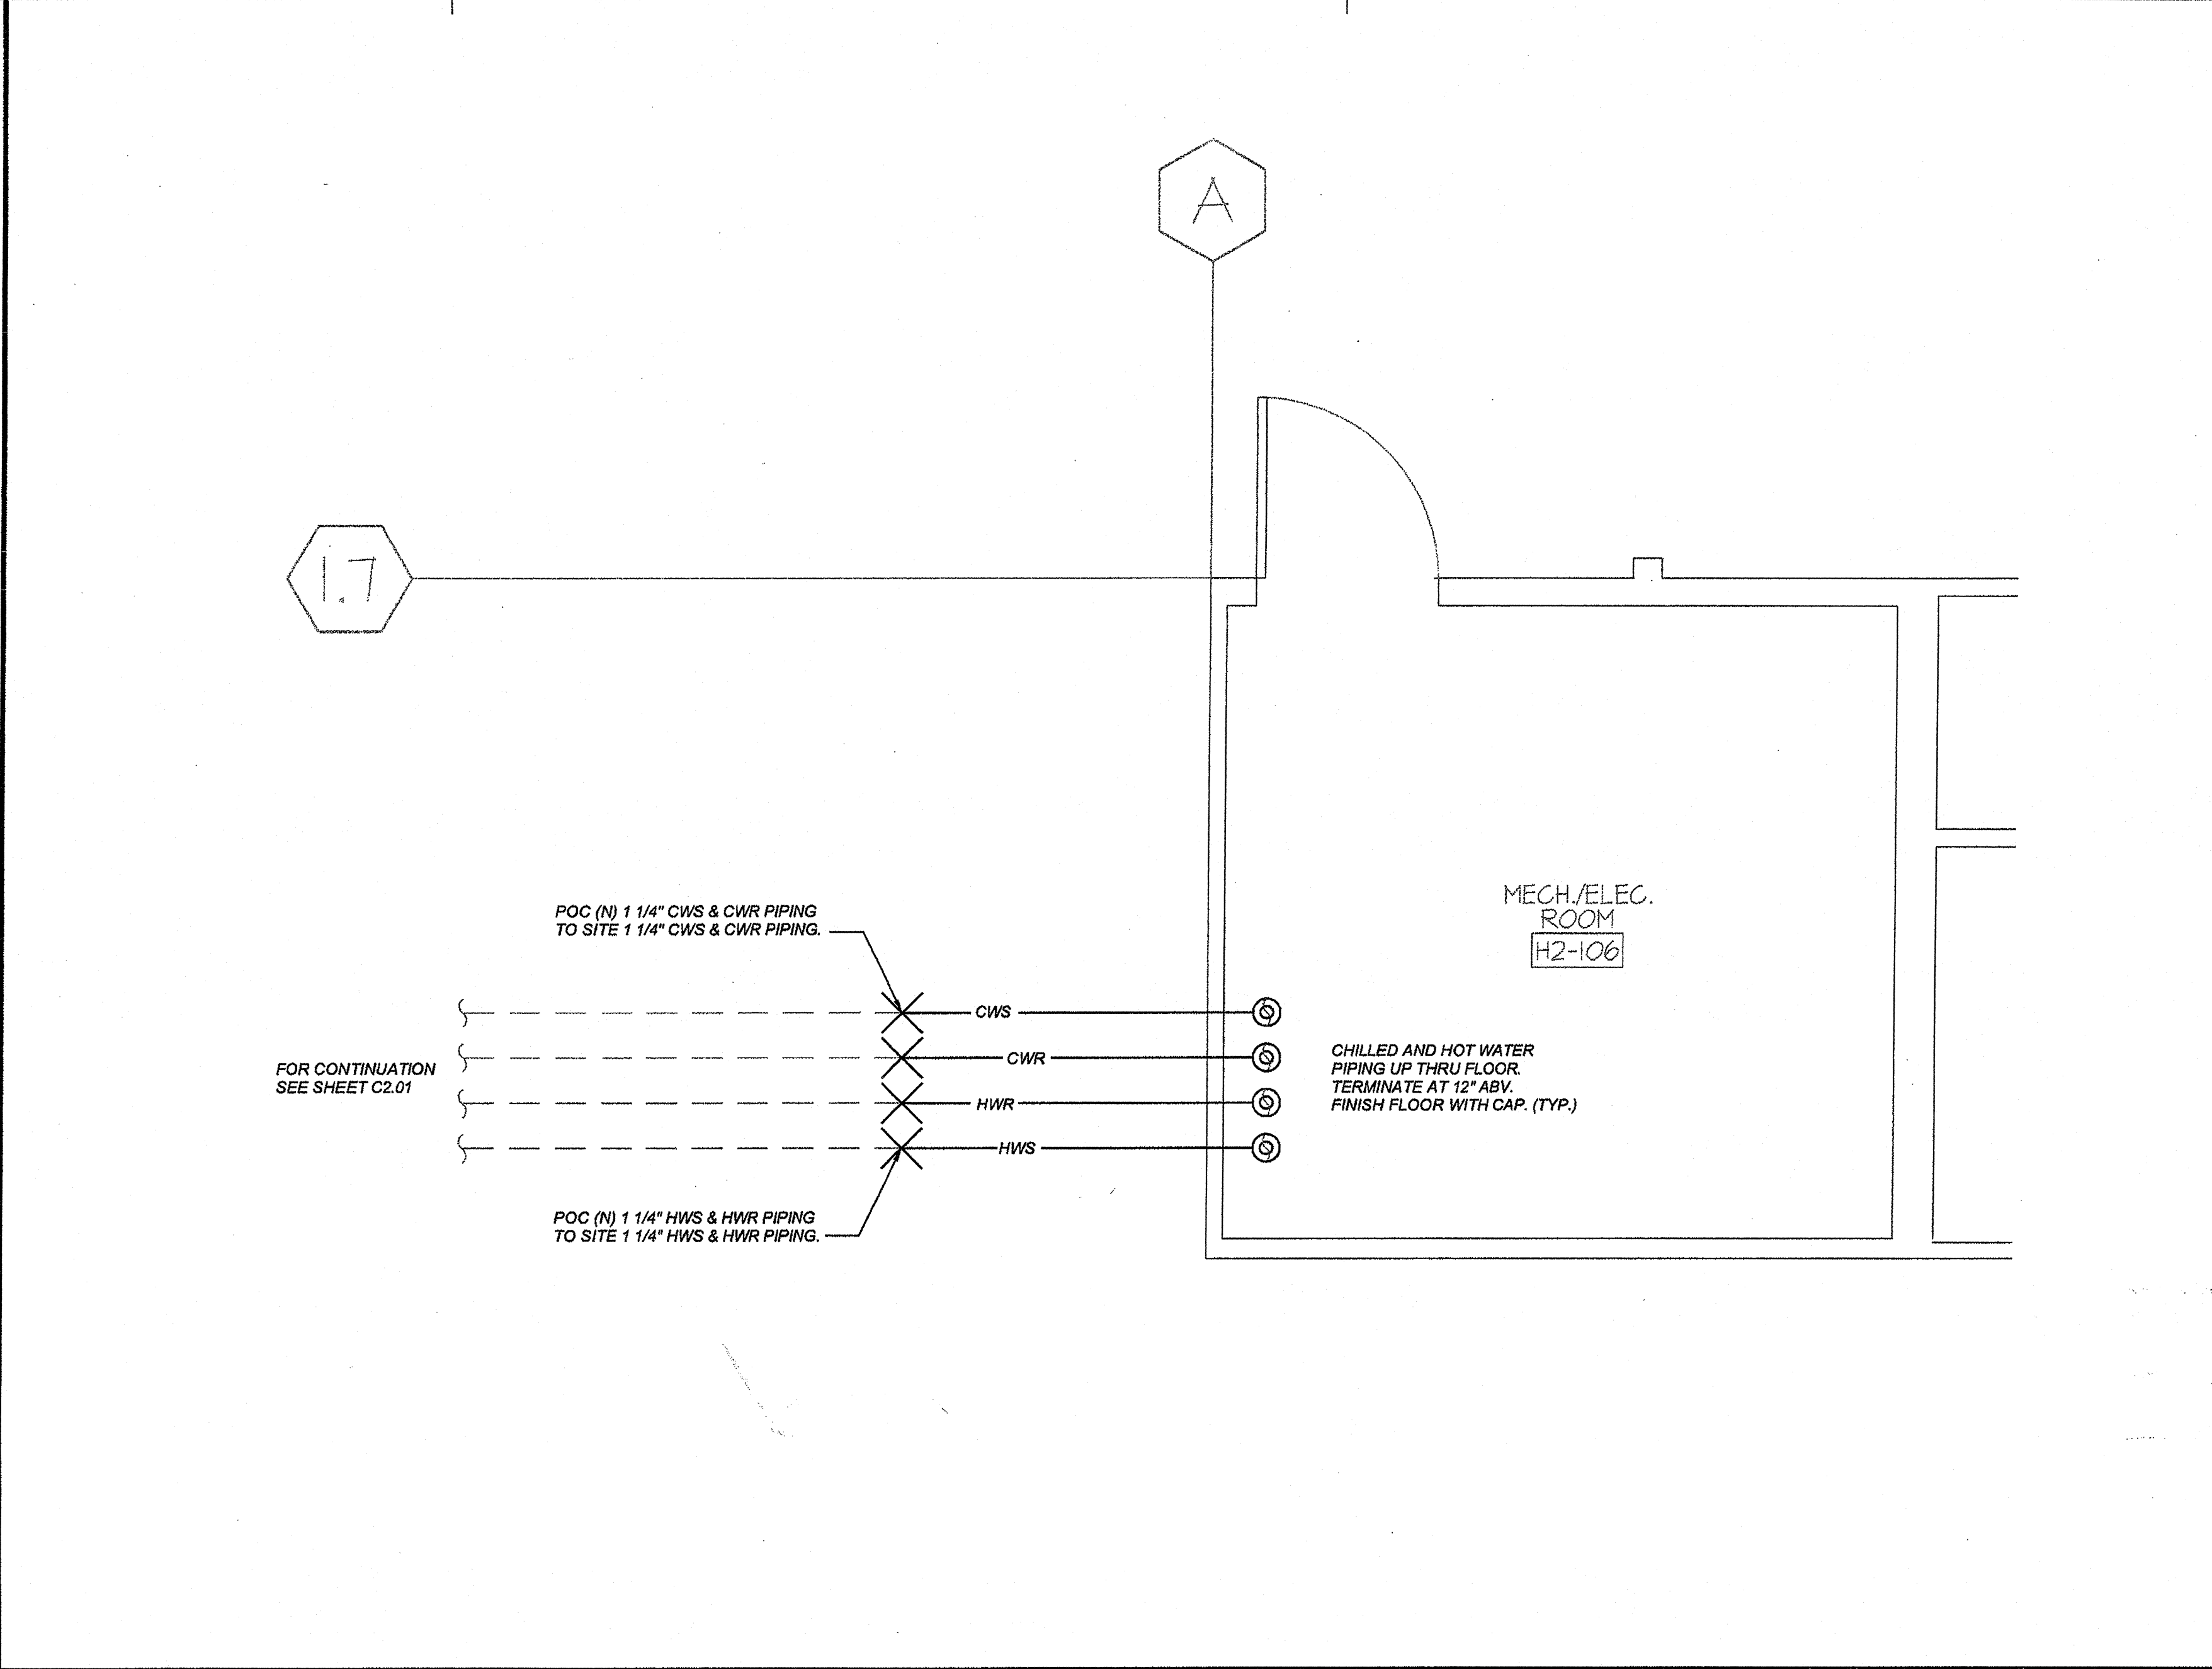 A
1.7
MECH./ELEC.
ROOM
H2-106
POC (N) 1 1/4" CWS & CWR PIPING
TO SITE 1 1/4" CWS & CWR PIPING.
CWS
CWR
HWR
HWS
FOR CONTINUATION
SEE SHEET C2.01
CHILLED AND HOT WATER
PIPING UP THRU FLOOR.
TERMINATE AT 12" ABV.
FINISH FLOOR WITH CAP. (TYP.)
POC (N) 1 1/4" HWS & HWR PIPING
TO SITE 1 1/4" HWS & HWR PIPING.